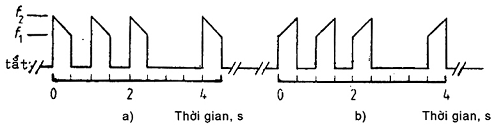 f₂
f₁
tắt:
0 2 4 0 2 4
a) Thời gian, s b) Thời gian, s